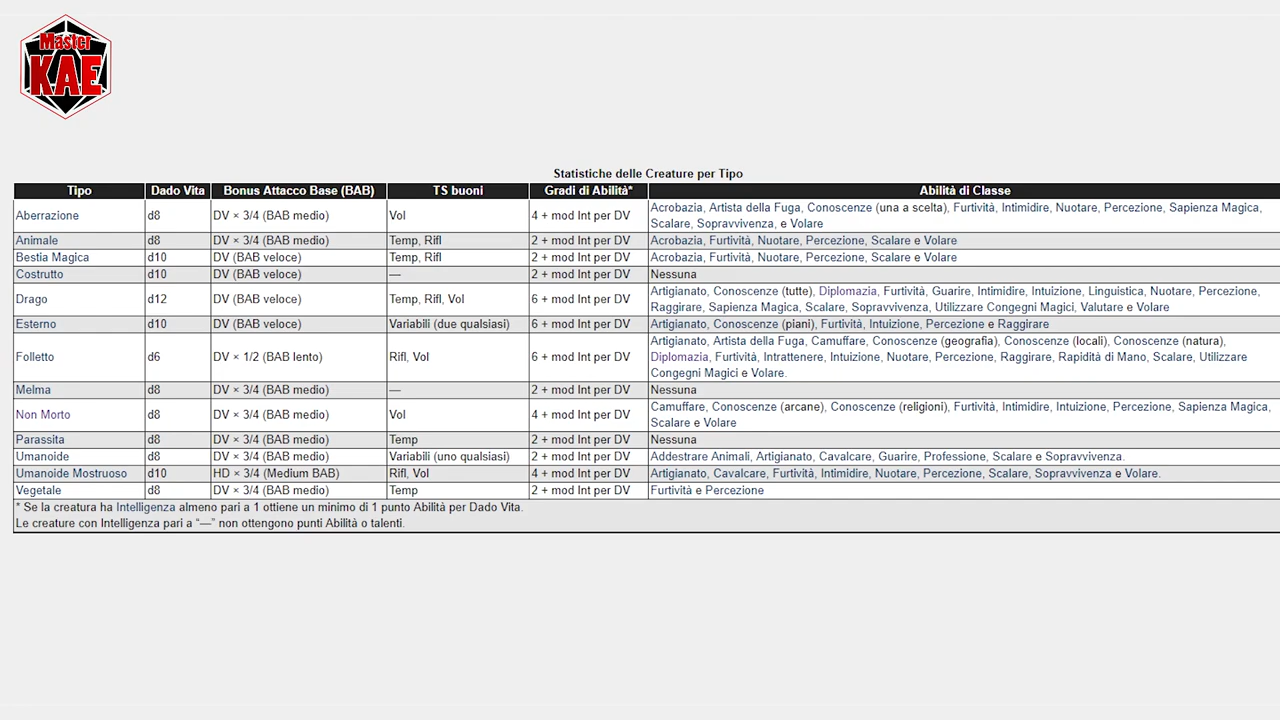 Master
KAE
Statistiche delle Creature per Tipo
Tipo Dado Vita Bonus Attacco Base (BAB) TS buoni Gradi di Abilità* Abilità di Classe
Aberrazione d8 DV × 3/4 (BAB medio) Vol 4 + mod Int per DV Acrobazia, Artista della Fuga, Conoscenze (una a scelta), Furtività, Intimidire, Nuotare, Percezione, Sapienza Magica,
Scalare, Sopravvivenza, e Volare
Animale d8 DV × 3/4 (BAB medio) Temp, Rifl 2 + mod Int per DV Acrobazia, Furtività, Nuotare, Percezione, Scalare e Volare
Bestia Magica d10 DV (BAB veloce) Temp, Rifl 2 + mod Int per DV Acrobazia, Furtività, Nuotare, Percezione, Scalare e Volare
Costrutto d10 DV (BAB veloce) — 2 + mod Int per DV Nessuna
Drago d12 DV (BAB veloce) Temp, Rifl, Vol 6 + mod Int per DV Artigianato, Conoscenze (tutte), Diplomazia, Furtività, Guarire, Intimidire, Intuizione, Linguistica, Nuotare, Percezione,
Raggirare, Sapienza Magica, Scalare, Sopravvivenza, Utilizzare Congegni Magici, Valutare e Volare
Esterno d10 DV (BAB veloce) Variabili (due qualsiasi) 6 + mod Int per DV Artigianato, Conoscenze (piani), Furtività, Intuizione, Percezione e Raggirare
Folletto d6 DV × 1/2 (BAB lento) Rifl, Vol 6 + mod Int per DV Artigianato, Artista della Fuga, Camuffare, Conoscenze (geografia), Conoscenze (locali), Conoscenze (natura),
Diplomazia, Furtività, Intrattenere, Intuizione, Nuotare, Percezione, Raggirare, Rapidità di Mano, Scalare, Utilizzare
Congegni Magici e Volare.
Melma d8 DV × 3/4 (BAB medio) — 2 + mod Int per DV Nessuna
Non Morto d8 DV × 3/4 (BAB medio) Vol 4 + mod Int per DV Camuffare, Conoscenze (arcane), Conoscenze (religioni), Furtività, Intimidire, Intuizione, Percezione, Sapienza Magica,
Scalare e Volare
Parassita d8 DV × 3/4 (BAB medio) Temp 2 + mod Int per DV Nessuna
Umanoide d8 DV × 3/4 (BAB medio) Variabili (uno qualsiasi) 2 + mod Int per DV Addestrare Animali, Artigianato, Cavalcare, Guarire, Professione, Scalare e Sopravvivenza.
Umanoide Mostruoso d10 HD × 3/4 (Medium BAB) Rifl, Vol 4 + mod Int per DV Artigianato, Cavalcare, Furtività, Intimidire, Nuotare, Percezione, Scalare, Sopravvivenza e Volare.
Vegetale d8 DV × 3/4 (BAB medio) Temp 2 + mod Int per DV Furtività e Percezione
* Se la creatura ha Intelligenza almeno pari a 1 ottiene un minimo di 1 punto Abilità per Dado Vita.
Le creature con Intelligenza pari a “—” non ottengono punti Abilità o talenti.